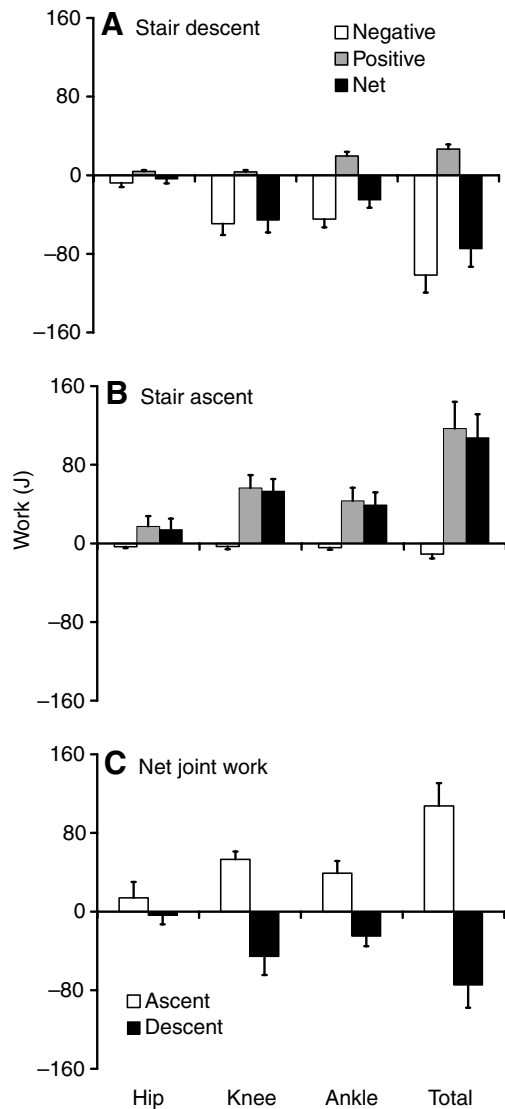 A Stair descent
Negative
Positive
Net
160
80
0
−80
−160
B Stair ascent
160
80
0
−80
−160
Work (J)
C Net joint work
160
80
0
−80
−160
Ascent
Descent
Hip Knee Ankle Total